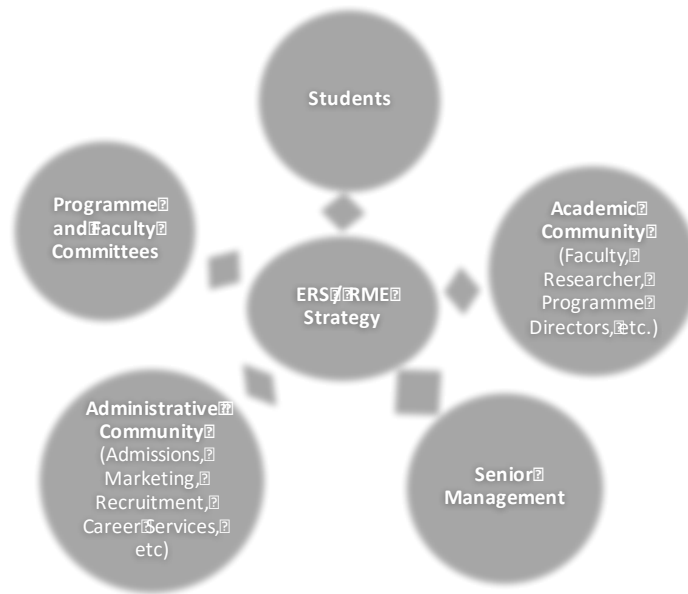 Students
Programme
and Faculty
Committees
Academic
Community
(Faculty,
Researcher,
Programme
Directors, etc.)
ERS / RME
Strategy
Administrative
Community
(Admissions,
Marketing,
Recruitment,
Career Services,
etc)
Senior
Management